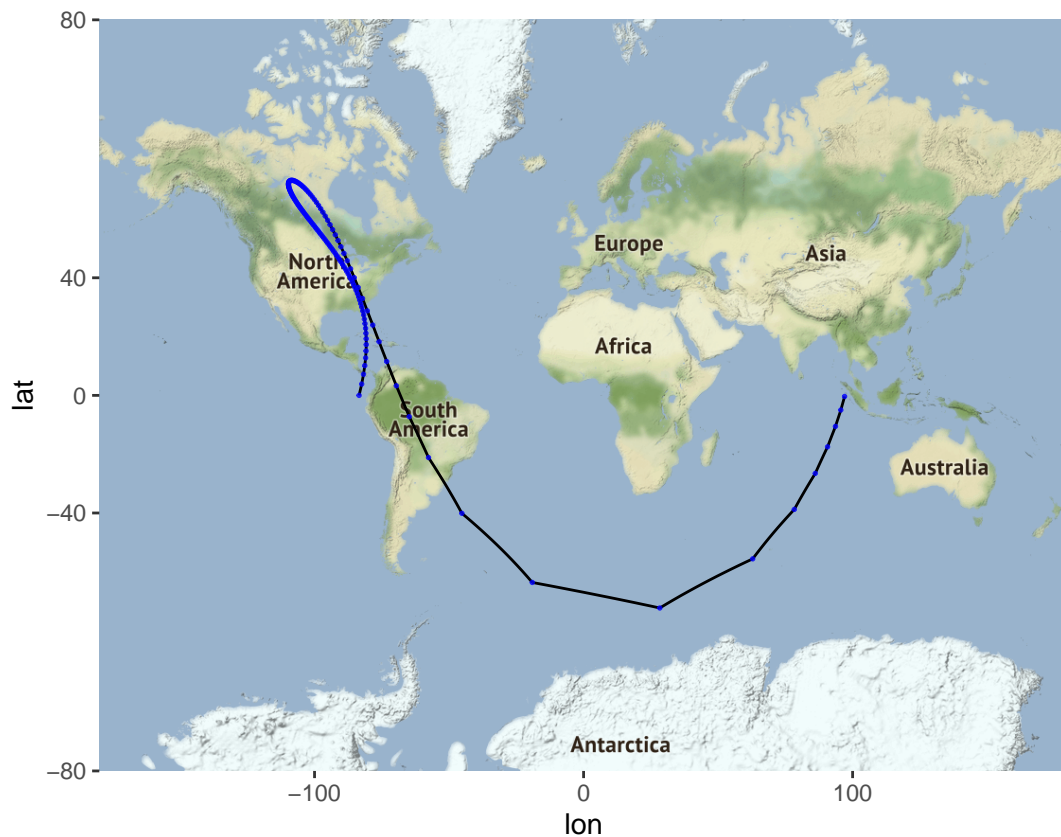 80
40
0
−40
−80
lat
North
America
Europe
Asia
Africa
South
America
Australia
Antarctica
−100
0
100
lon